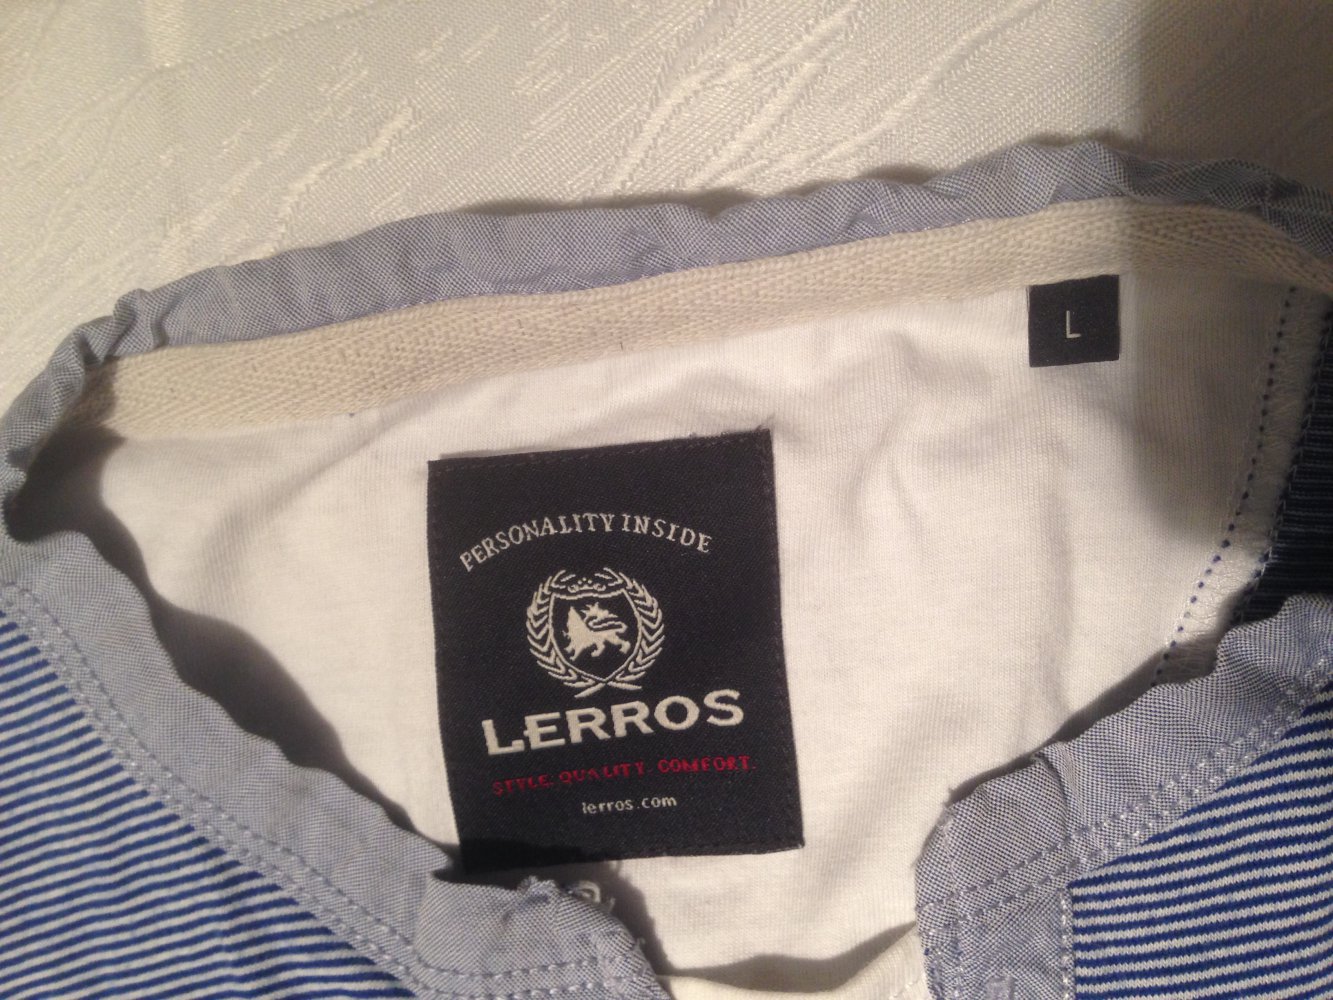 L
PERSONALITY INSIDE
LERROS
STYLE. QUALITY. COMFORT.
lerros.com